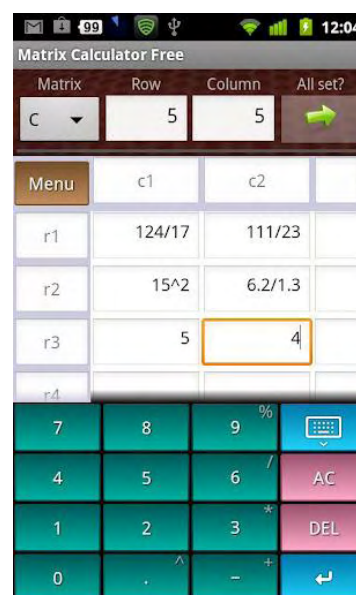 99 12:04
Matrix Calculator Free
Matrix Row Column All set?
C 5 5
Menu c1 c2
r1 124/17 111/23
r2 15^2 6.2/1.3
r3 5 4
r4
7 8 9 %
4 5 6 / AC
1 2 3 * DEL
0 . ^ - +